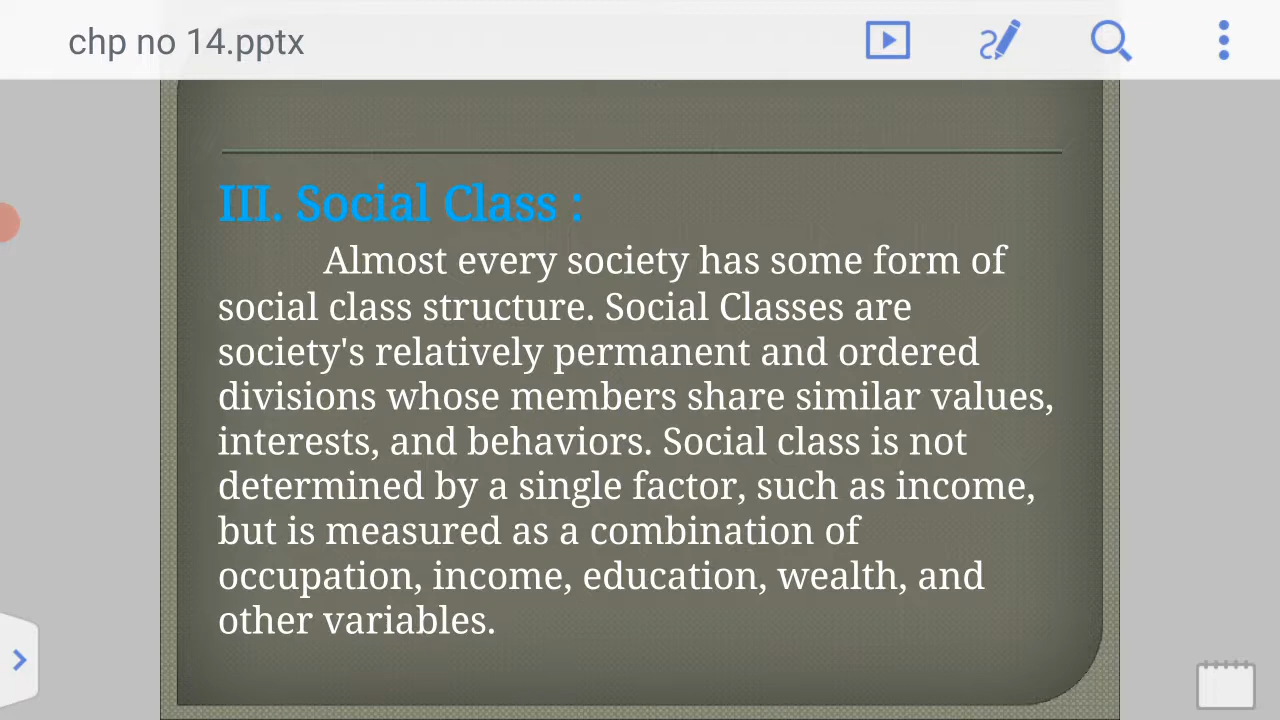 chp no 14.pptx
III. Social Class :
Almost every society has some form of
social class structure. Social Classes are
society's relatively permanent and ordered
divisions whose members share similar values,
interests, and behaviors. Social class is not
determined by a single factor, such as income,
but is measured as a combination of
occupation, income, education, wealth, and
other variables.